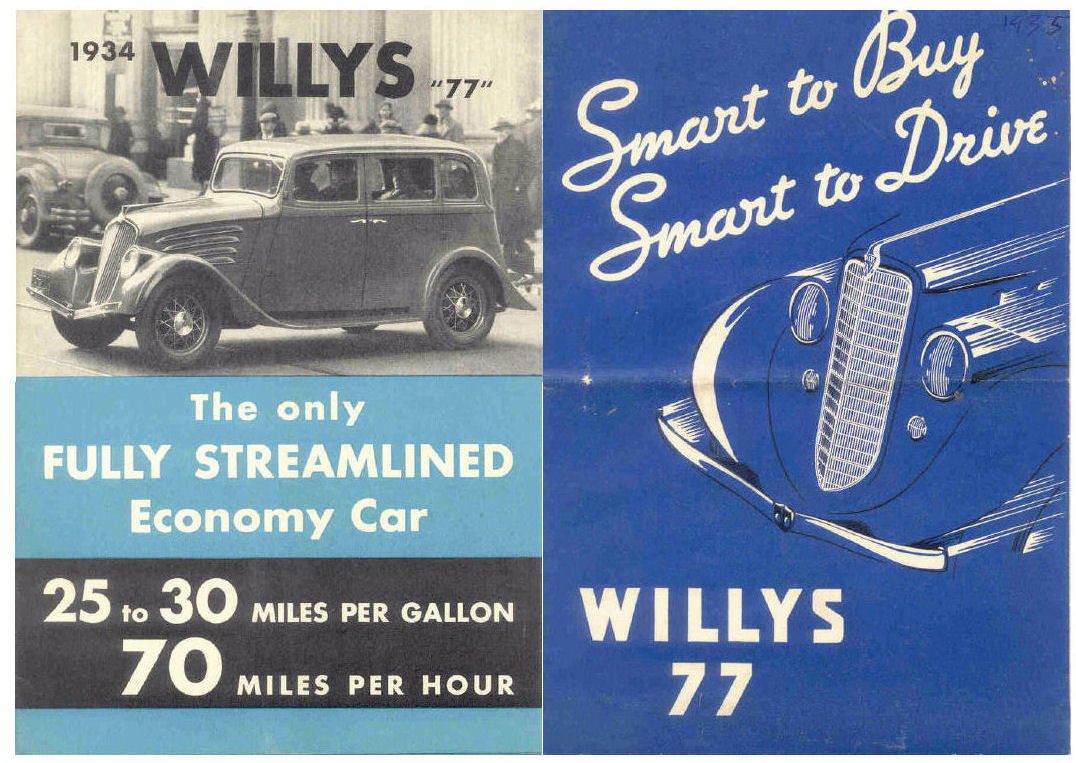 1934 WILLYS "77"
The only
FULLY STREAMLINED
Economy Car
25 to 30 MILES PER GALLON
70 MILES PER HOUR
1935
Smart to Buy
Smart to Drive
WILLYS
77